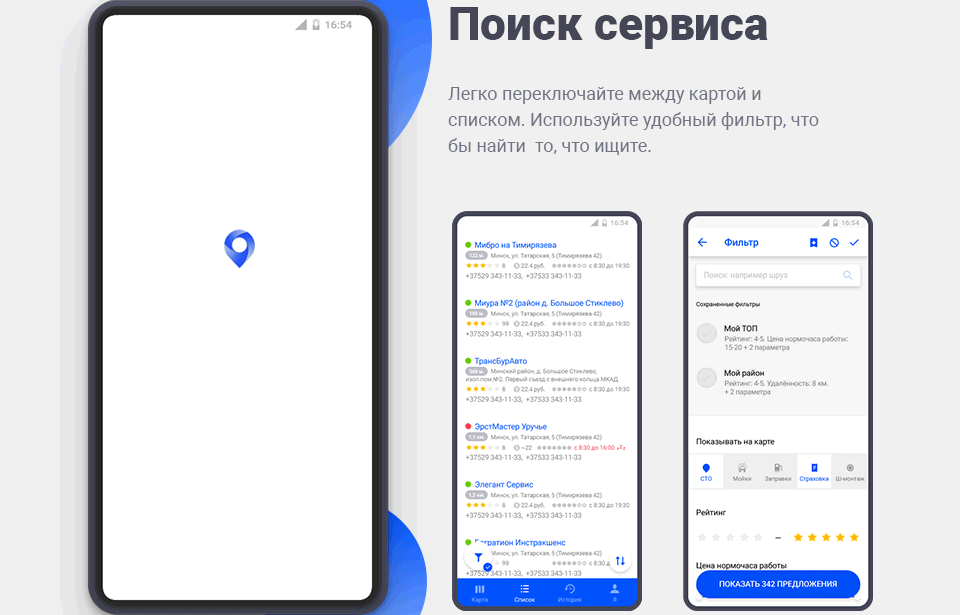 16:54
Поиск сервиса
Легко переключайте между картой и
списком. Используйте удобный фильтр, что
бы найти  то, что ищите.
16:54
Мибро на Тимирязева
122 м. Минск, ул. Татарская, 5 (Тимирязева 42)
8 22.4 руб. с 8:30 до 19:30
+37529 343-11-33, +37533 343-11-33
Миура №2 (район д. Большое Стиклево)
Минск, ул. Татарская, 5 (Тимирязева 42)
99 22.4 руб. с 8:30 до 19:30
+37529 343-11-33, +37533 343-11-33
ТрансБурАвто
Минский район, д. Большое Стиклево,
изол.пом.№2. Первый съезд с внешнего кольца МКАД
8 22.4 руб. с 8:30 до 19:30
+37529 343-11-33, +37533 343-11-33
ЭрстМастер Уручье
1,1 км. Минск, ул. Татарская, 5 (Тимирязева 42)
8 ~22 с 8:30 до 16:00
+37529 343-11-33, +37533 343-11-33
Элегант Сервис
1,2 км. Минск, ул. Татарская, 5 (Тимирязева 42)
8 22.4 руб. с 8:30 до 19:30
+37529 343-11-33, +37533 343-11-33
Багратион Инстракшенс
Минск, ул. Татарская, 5 (Тимирязева 42)
99 с 8:30 д
+37529 343-11-33, +37533 343-11-33
Карта Список История Я
16:54
Фильтр
Поиск: например шруз
Сохраненные фильтры
Мой ТОП
Рейтинг: 4-5. Цена нормочаса работы:
15-20 + 2 параметра
Мой район
Рейтинг: 4-5. Удалённость: 8 км.
+ 2 параметра
Показывать на карте
СТО Мойки Заправки Страховка Ш-монтаж
Рейтинг
–
Цена нормочаса работы
ПОКАЗАТЬ 342 ПРЕДЛОЖЕНИЯ